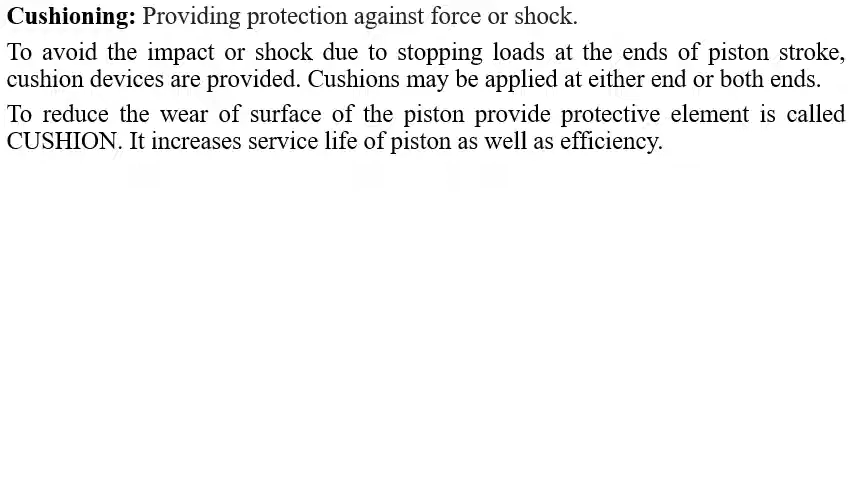 Cushioning: Providing protection against force or shock.
To avoid the impact or shock due to stopping loads at the ends of piston stroke,
cushion devices are provided. Cushions may be applied at either end or both ends.
To reduce the wear of surface of the piston provide protective element is called
CUSHION. It increases service life of piston as well as efficiency.